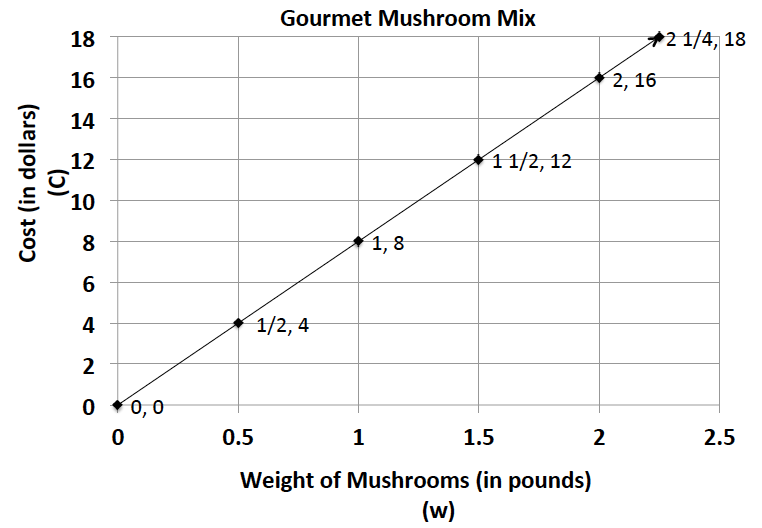 Gourmet Mushroom Mix
Cost (in dollars)
(C)
18
16
14
12
10
8
6
4
2
0
2 1/4, 18
2, 16
1 1/2, 12
1, 8
1/2, 4
0, 0
0 0.5 1 1.5 2 2.5
Weight of Mushrooms (in pounds)
(w)